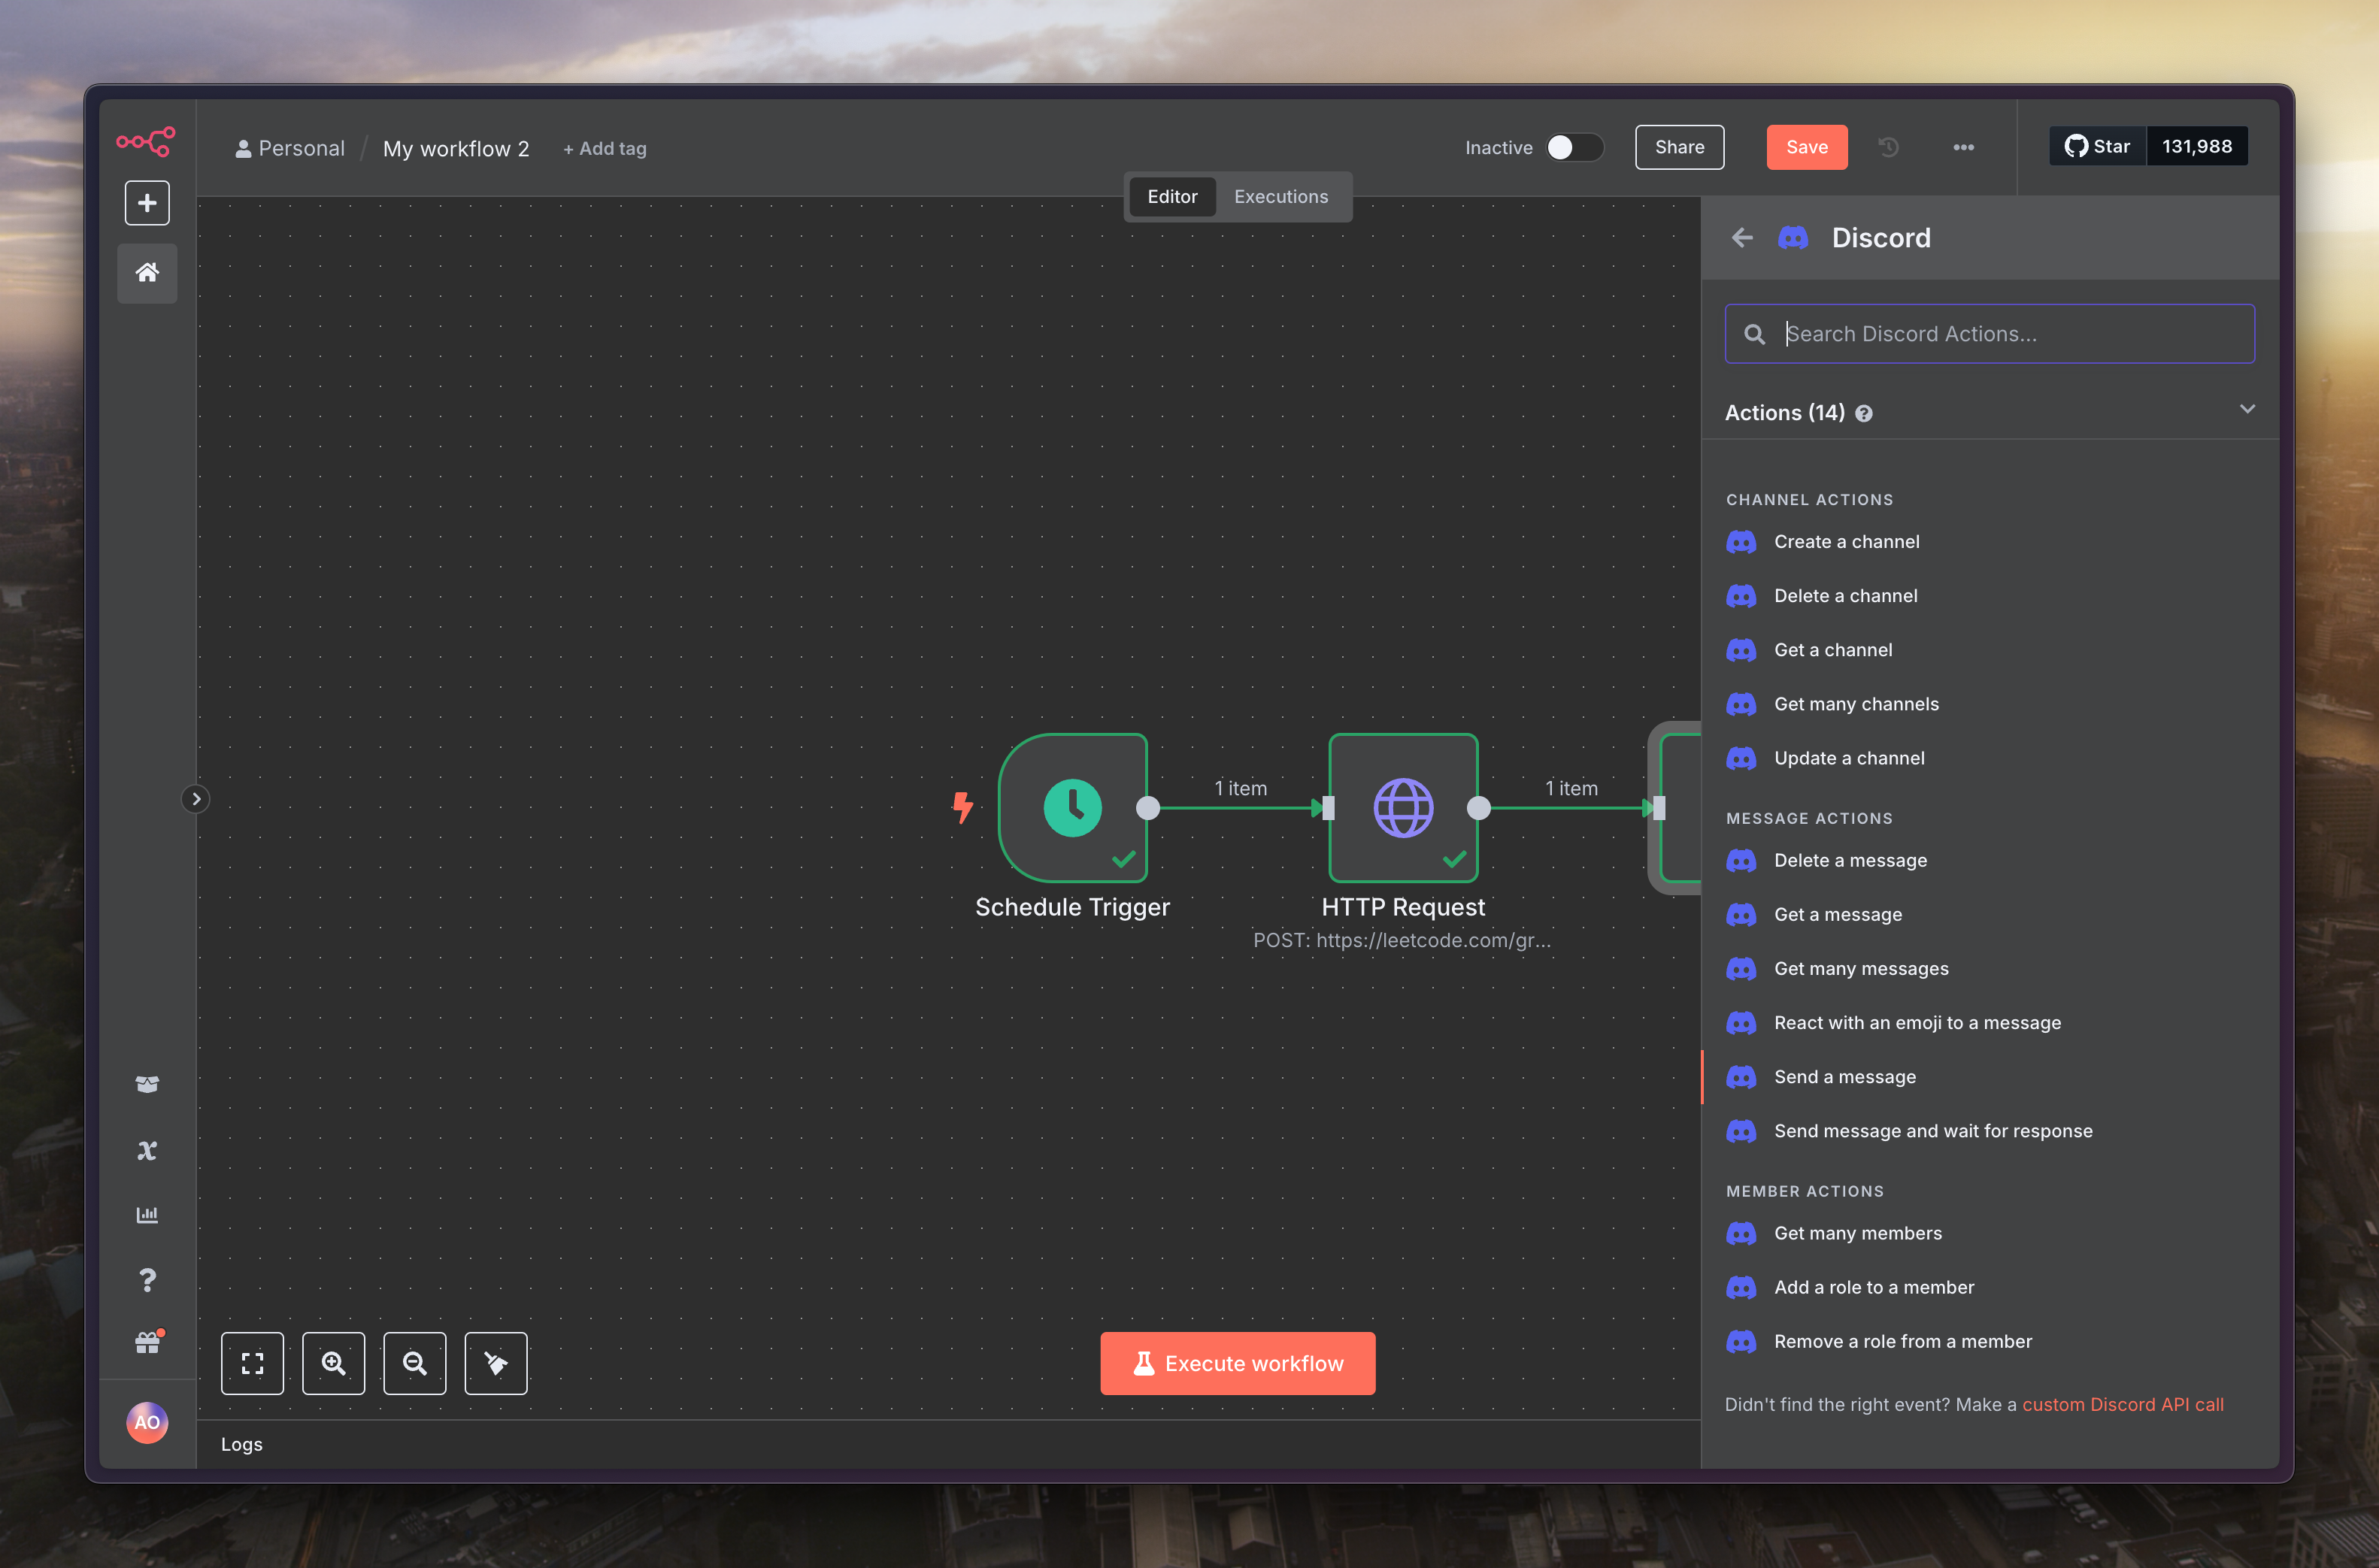 Personal / My workflow 2 + Add tag
Inactive
Share
Save
Star 131,988
Editor Executions
Discord
Search Discord Actions...
Actions (14)
CHANNEL ACTIONS
Create a channel
Delete a channel
Get a channel
Get many channels
Update a channel
MESSAGE ACTIONS
Delete a message
Get a message
Get many messages
React with an emoji to a message
Send a message
Send message and wait for response
MEMBER ACTIONS
Get many members
Add a role to a member
Remove a role from a member
Didn't find the right event? Make a custom Discord API call
1 item
1 item
Schedule Trigger
HTTP Request
POST: https://leetcode.com/gr...
Execute workflow
AO
Logs